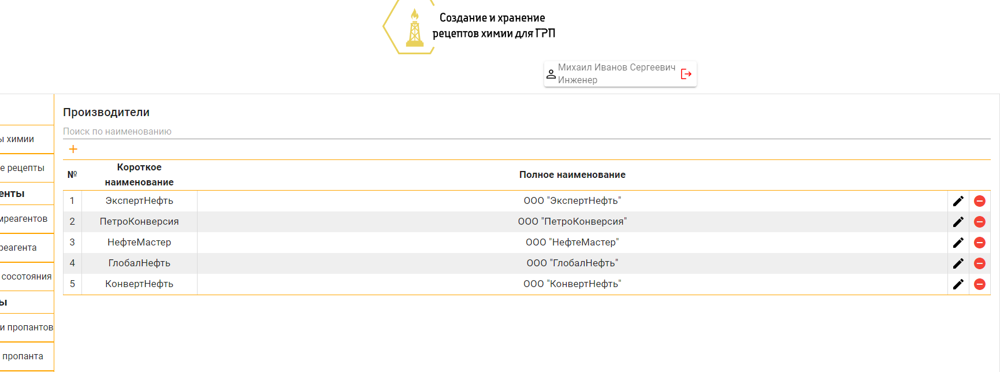 Создание и хранение
рецептов химии для ГРП
Михаил Иванов Сергеевич
Инженер
ы химии
е рецепты
енты
мреагентов
реагента
сосотояния
ы
и пропантов
пропанта
Производители
Поиск по наименованию
+
№ Короткое наименование Полное наименование
1 ЭкспертНефть ООО "ЭкспертНефть"
2 ПетроКонверсия ООО "ПетроКонверсия"
3 НефтеМастер ООО "НефтеМастер"
4 ГлобалНефть ООО "ГлобалНефть"
5 КонвертНефть ООО "КонвертНефть"